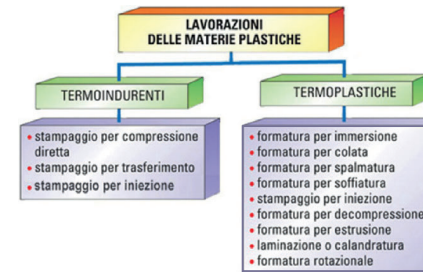 LAVORAZIONI
DELLE MATERIE PLASTICHE
TERMOINDURENTI
• stampaggio per compressione
diretta
• stampaggio per trasferimento
• stampaggio per iniezione
TERMOPLASTICHE
• formatura per immersione
• formatura per colata
• formatura per spalmatura
• formatura per soffiatura
• stampaggio per iniezione
• formatura per decompressione
• formatura per estrusione
• laminazione o calandratura
• formatura rotazionale